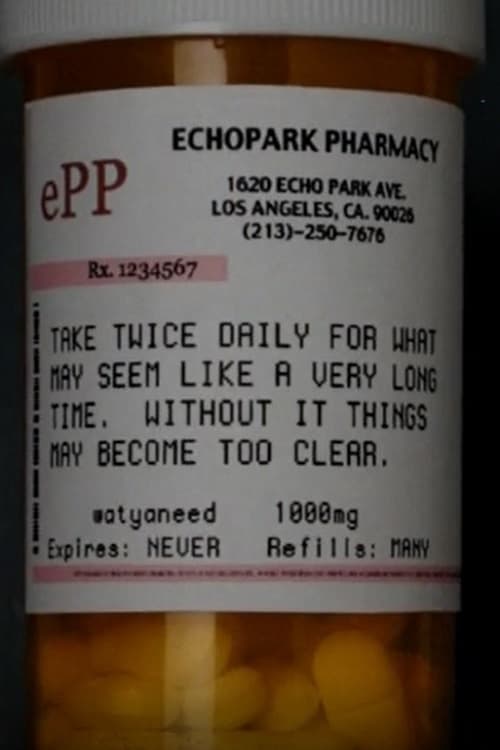 ECHOPARK PHARMACY
ePP
1620 ECHO PARK AVE.
LOS ANGELES, CA. 90026
(213)-250-7676
Rx. 1234567
TAKE TWICE DAILY FOR WHAT
MAY SEEM LIKE A VERY LONG
TIME. WITHOUT IT THINGS
MAY BECOME TOO CLEAR.
watyaneed 1000mg
Expires: NEVER Refills: MANY